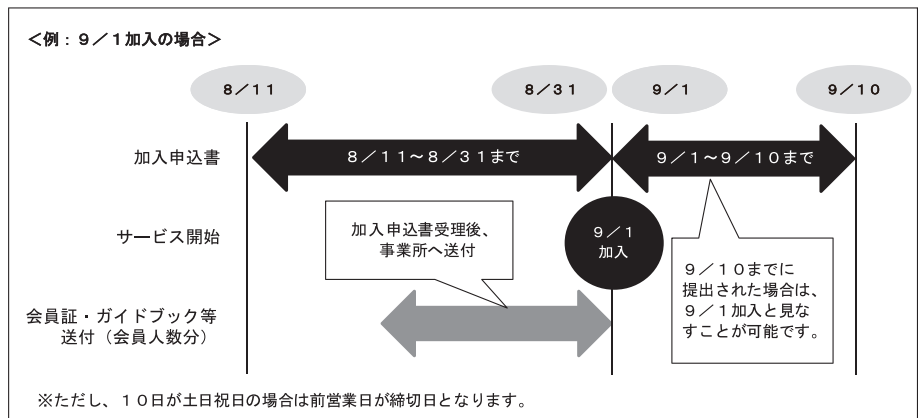 <例：９／１加入の場合>
８／１１
８／３１
９／１
９／１０
加入申込書
８／１１～８／３１まで
９／１～９／１０まで
サービス開始
加入申込書受理後、
事業所へ送付
９／１
加入
９／１０までに
提出された場合は、
９／１加入と見な
すことが可能です。
会員証・ガイドブック等
送付（会員人数分）
※ただし、１０日が土日祝日の場合は前営業日が締切日となります。